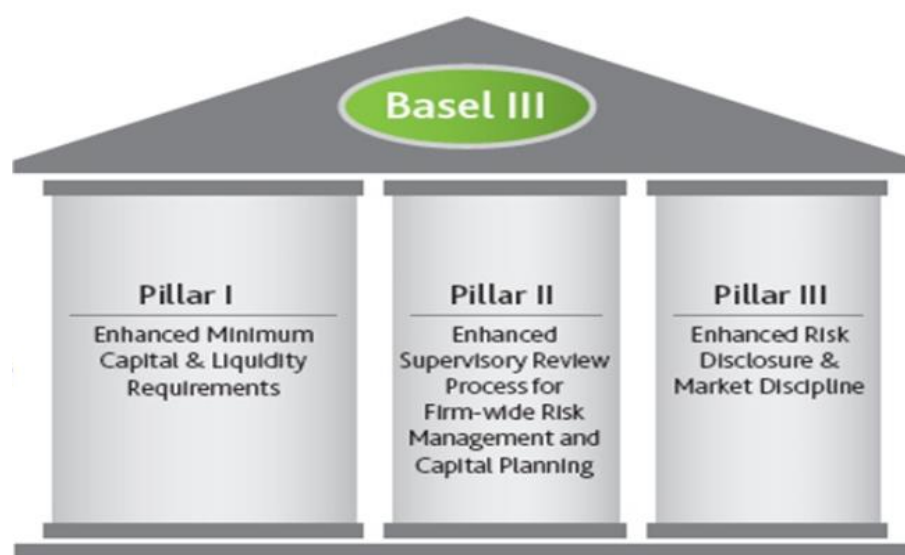 Basel III
Pillar I
Enhanced Minimum
Capital & Liquidity
Requirements
Pillar II
Enhanced
Supervisory Review
Process for
Firm-wide Risk
Management and
Capital Planning
Pillar III
Enhanced Risk
Disclosure &
Market Discipline